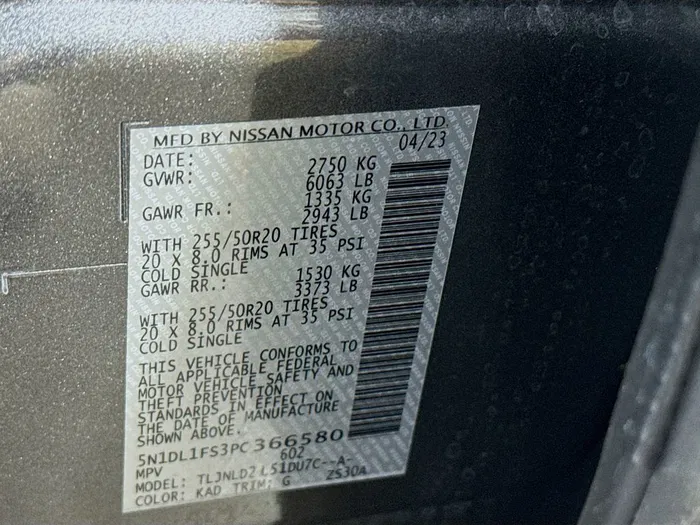 MFD BY NISSAN MOTOR CO., LTD.
DATE: 04/23
GVWR: 2750 KG
6063 LB
GAWR FR.: 1335 KG
2943 LB
WITH 255/50R20 TIRES
20 X 8.0 RIMS AT 35 PSI
COLD SINGLE
GAWR RR.: 1530 KG
3373 LB
WITH 255/50R20 TIRES
20 X 8.0 RIMS AT 35 PSI
COLD SINGLE
THIS VEHICLE CONFORMS TO
ALL APPLICABLE FEDERAL
MOTOR VEHICLE SAFETY AND
THEFT PREVENTION
STANDARDS IN EFFECT ON
THE DATE OF MANUFACTURE
SHOWN ABOVE.
5N1DL1FS3PC366580
MPV 602
MODEL: TLJNLD2 L51DU7C--A-
COLOR: KAD TRIM: G ZS30A